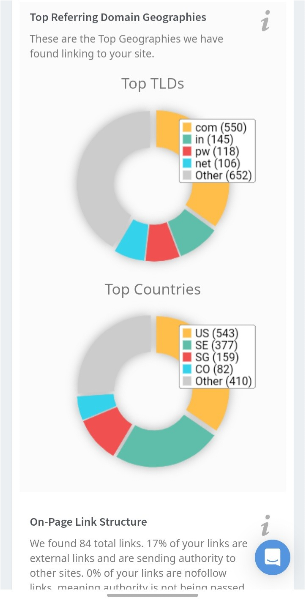 Top Referring Domain Geographies
i
These are the Top Geographies we have
found linking to your site.
Top TLDs
com (550)
in (145)
pw (118)
net (106)
Other (652)
Top Countries
US (543)
SE (377)
SG (159)
CO (82)
Other (410)
On-Page Link Structure
i
We found 84 total links. 17% of your links are
external links and are sending authority to
other sites. 0% of your links are nofollow
links, meaning authority is not being passed